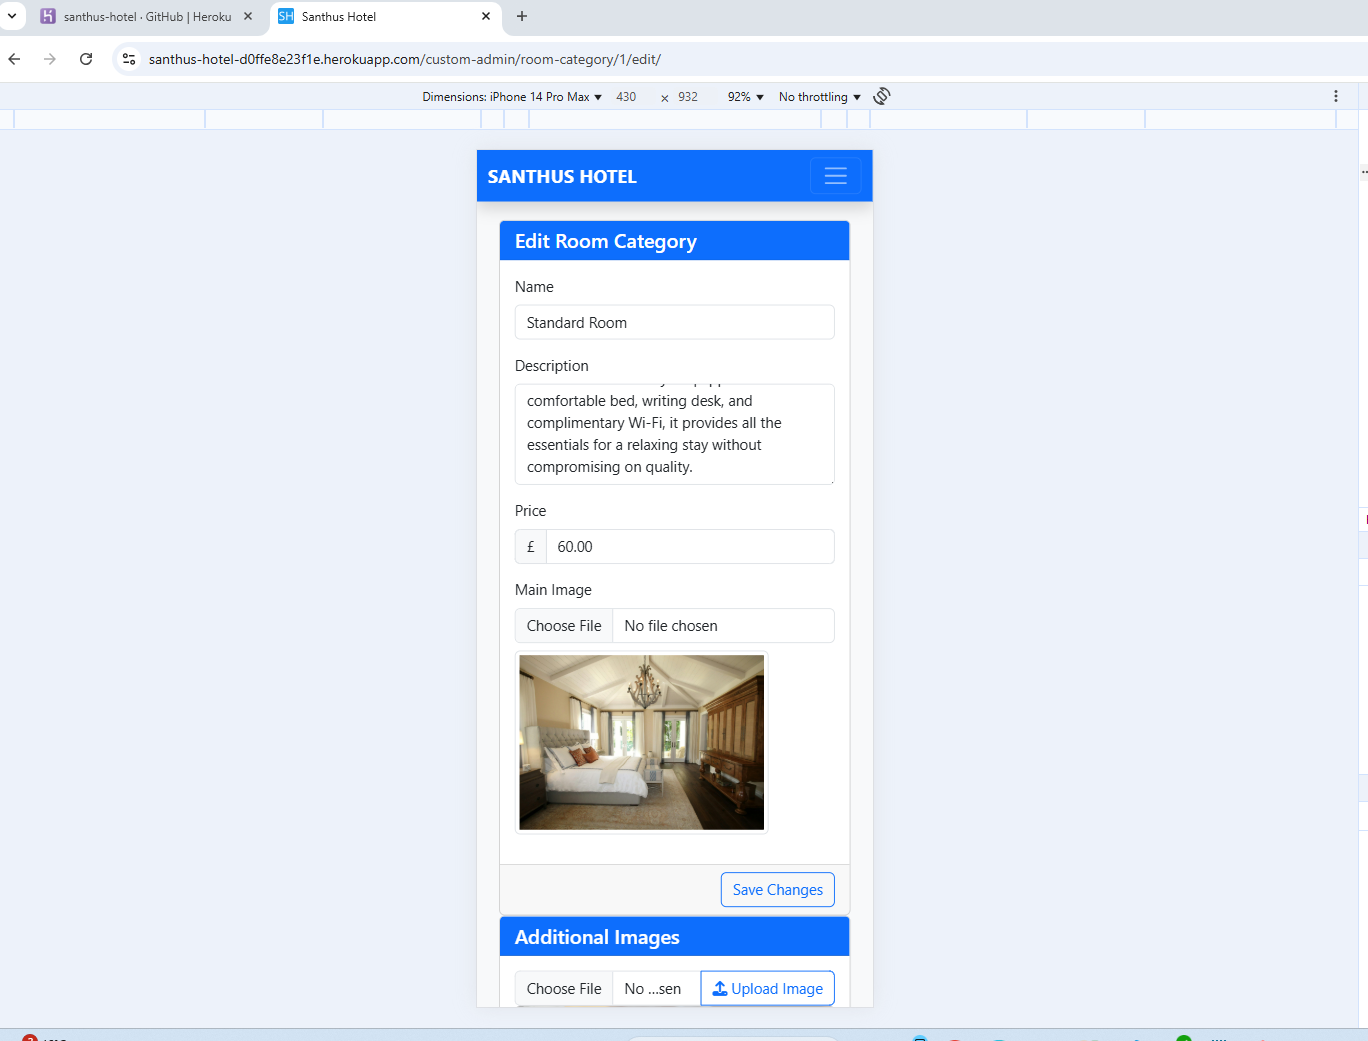 santhus-hotel · GitHub | Heroku
SH Santhus Hotel
santhus-hotel-d0ffe8e23f1e.herokuapp.com/custom-admin/room-category/1/edit/
Dimensions: iPhone 14 Pro Max 430 × 932 92% No throttling
SANTHUS HOTEL
Edit Room Category
Name
Standard Room
Description
comfortable bed, writing desk, and
complimentary Wi-Fi, it provides all the
essentials for a relaxing stay without
compromising on quality.
Price
£ 60.00
Main Image
Choose File No file chosen
Save Changes
Additional Images
Choose File No ...sen Upload Image